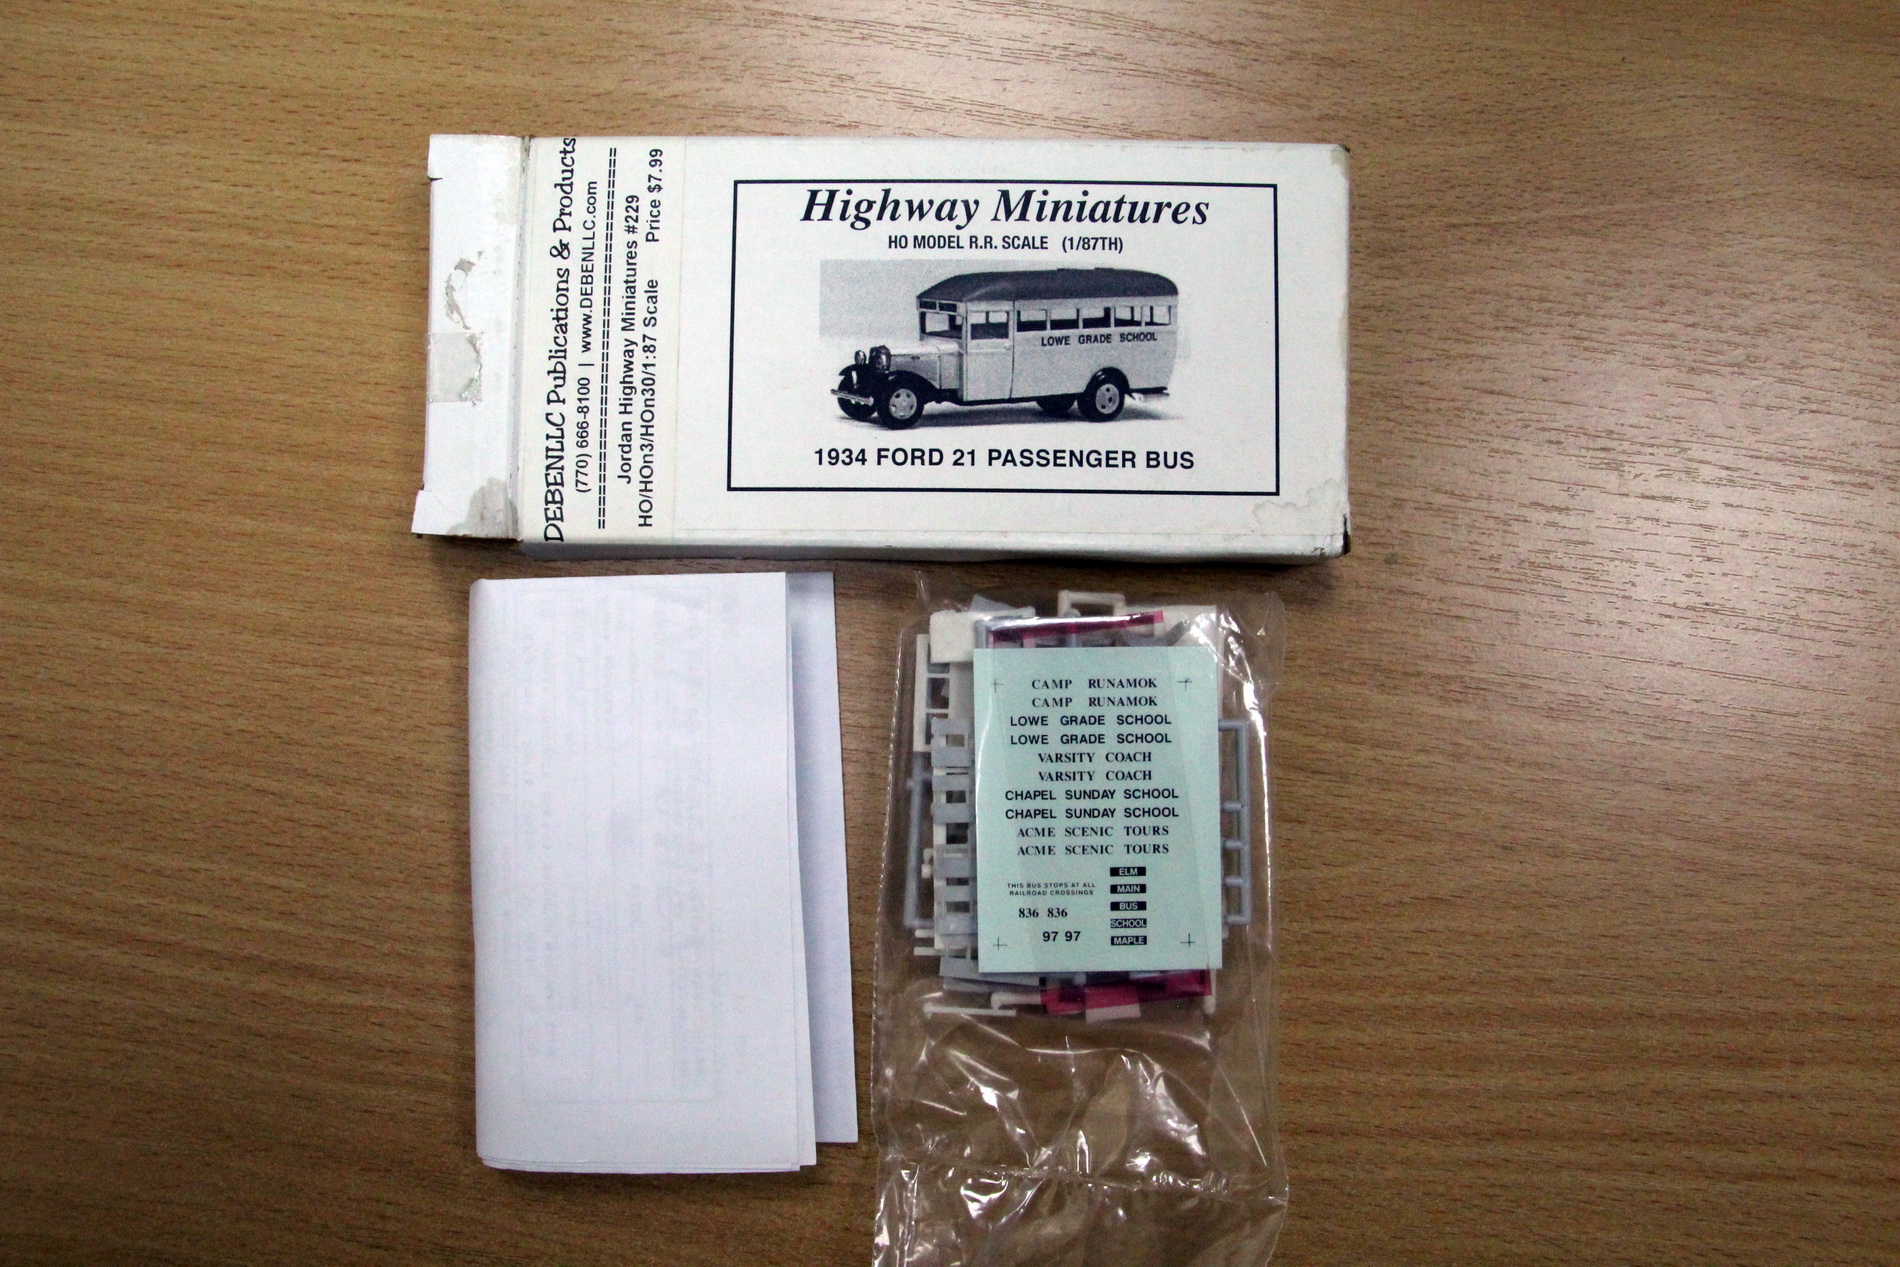 DEBENLLC Publications & Products
(770) 666-8100 | www.DEBENLLC.com
================================
Jordan Highway Miniatures #229
HO/HOn3/HOn30/1:87 Scale Price $7.99
Highway Miniatures
HO MODEL R.R. SCALE (1/87TH)
LOWE GRADE SCHOOL
1934 FORD 21 PASSENGER BUS
CAMP RUNAMOK
CAMP RUNAMOK
LOWE GRADE SCHOOL
LOWE GRADE SCHOOL
VARSITY COACH
VARSITY COACH
CHAPEL SUNDAY SCHOOL
CHAPEL SUNDAY SCHOOL
ACME SCENIC TOURS
ACME SCENIC TOURS
THIS BUS STOPS AT ALL
RAILROAD CROSSINGS
836 836
97 97
ELM
MAIN
BUS
SCHOOL
MAPLE